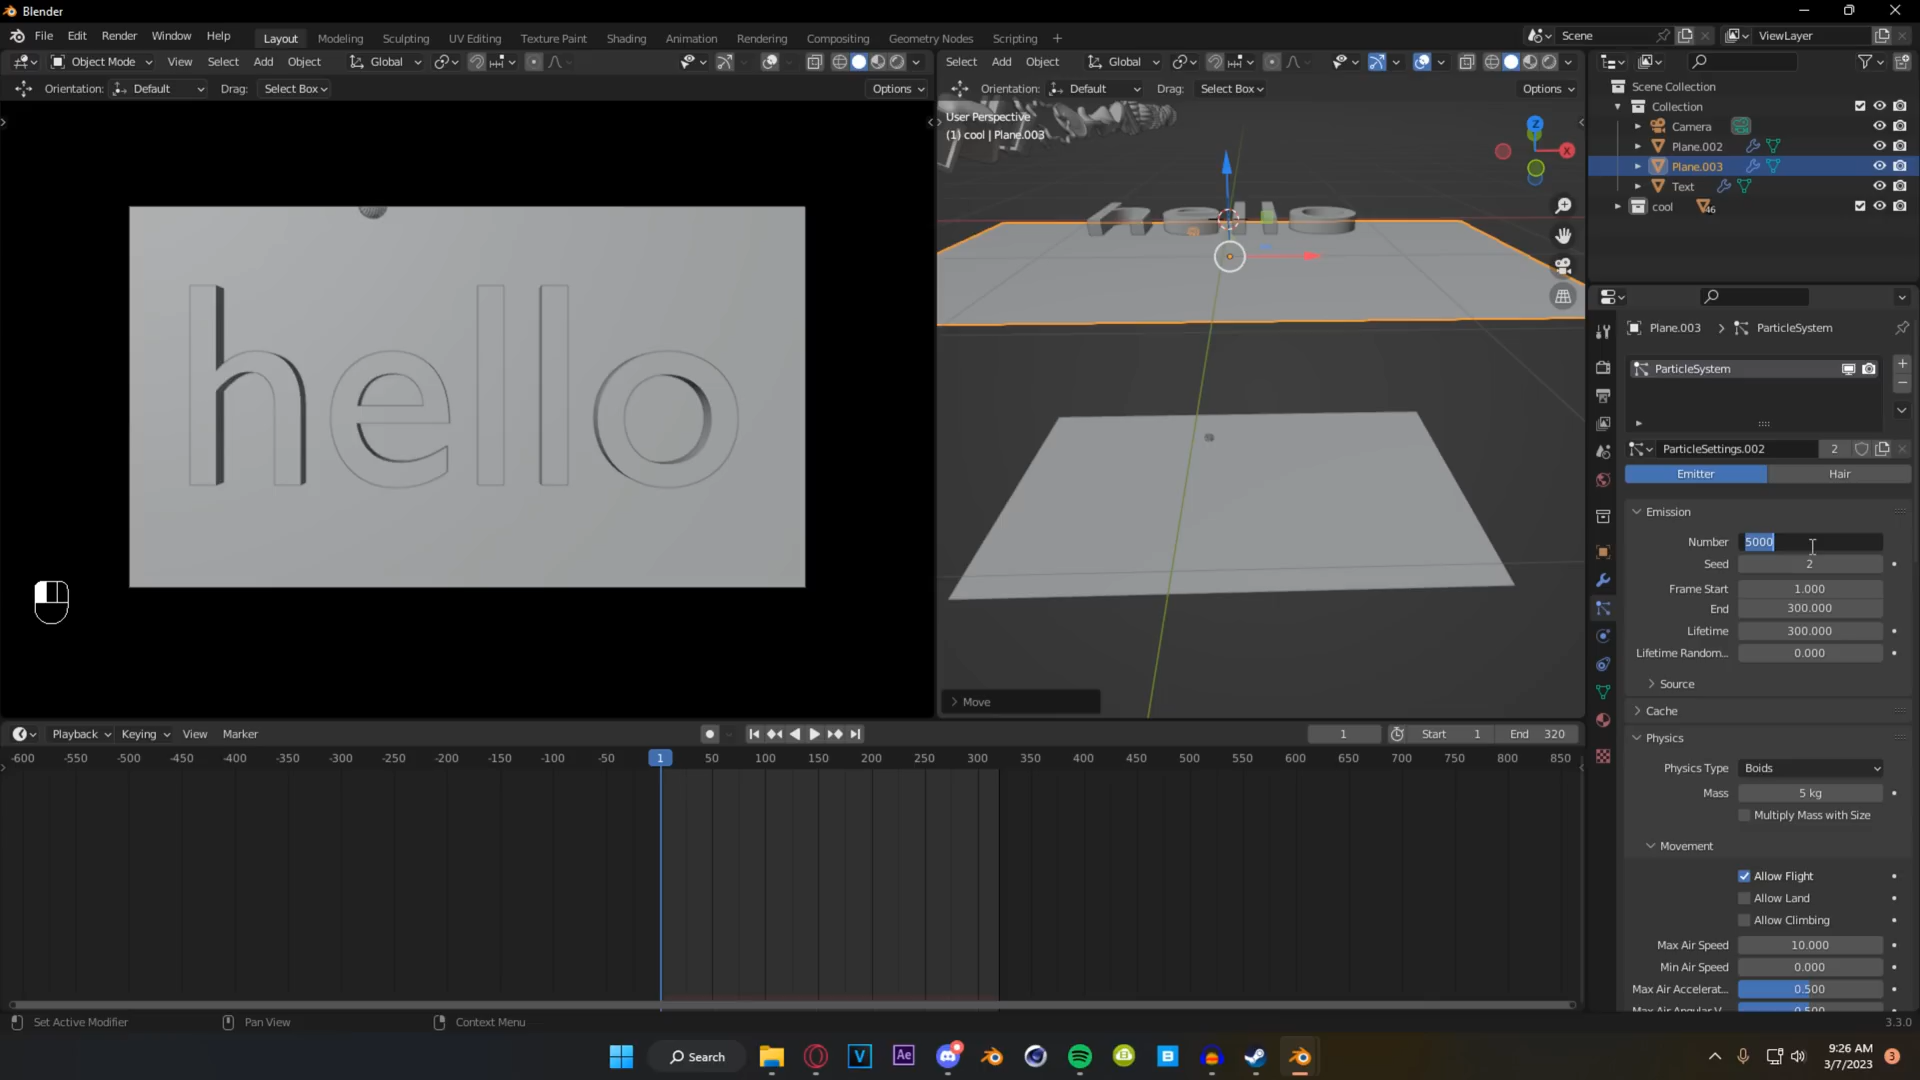 Blender
File Edit Render Window Help
Layout Modeling Sculpting UV Editing Texture Paint Shading Animation Rendering Compositing Geometry Nodes Scripting +
Scene ViewLayer
Object Mode View Select Add Object Global
Select Add Object Global
Orientation: Default Drag: Select Box Options
Orientation: Default Drag: Select Box Options
User Perspective
(1) cool | Plane.003
Z
X
hello
hello
Move
Scene Collection
Collection
Camera
Plane.002
Plane.003
Text
cool 46
Plane.003 > ParticleSystem
ParticleSystem
ParticleSettings.002 2
Emitter Hair
Emission
Number 5000
Seed 2
Frame Start 1.000
End 300.000
Lifetime 300.000
Lifetime Random... 0.000
Source
Cache
Physics
Physics Type Boids
Mass 5 kg
Multiply Mass with Size
Movement
Allow Flight
Allow Land
Allow Climbing
Max Air Speed 10.000
Min Air Speed 0.000
Max Air Accelerat... 0.500
Max Air Angular V... 0.500
Playback Keying View Marker 1 Start 1 End 320
-600 -550 -500 -450 -400 -350 -300 -250 -200 -150 -100 -50 1 50 100 150 200 250 300 350 400 450 500 550 600 650 700 750 800 850
Set Active Modifier Pan View Context Menu 3.3.0
Search V Ae B
9:26 AM
3/7/2023 3